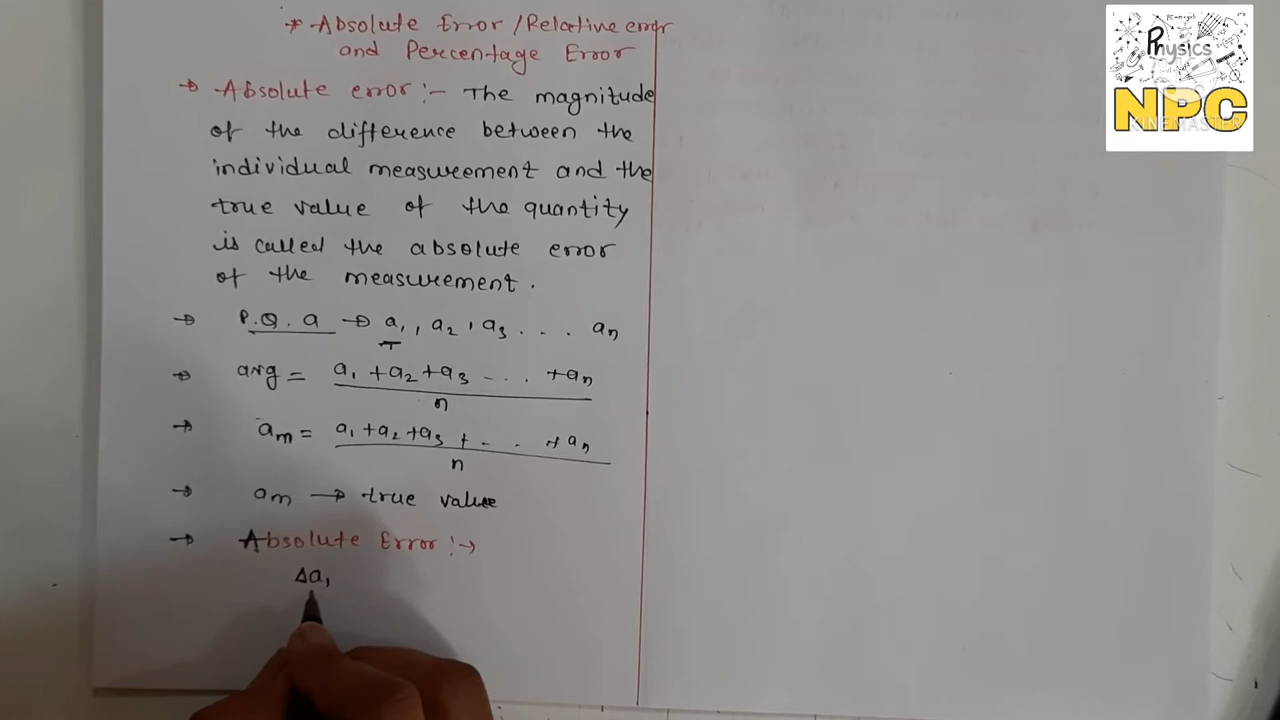 * Absolute Error / Relative error
and Percentage Error
→ Absolute error :- The magnitude
of the difference between the
individual measurement and the
true value of the quantity
is called the absolute error
of the measurement.
→ P.Q. a → a₁, a₂, a₃ . . . aₙ
→ avg = a₁ + a₂ + a₃ - . . + aₙ
n
→ aₘ = a₁ + a₂ + a₃ + - . . + aₙ
n
→ aₘ → true value
→ Absolute Error :→
Δa₁
Physics
NPC
KINEMASTER